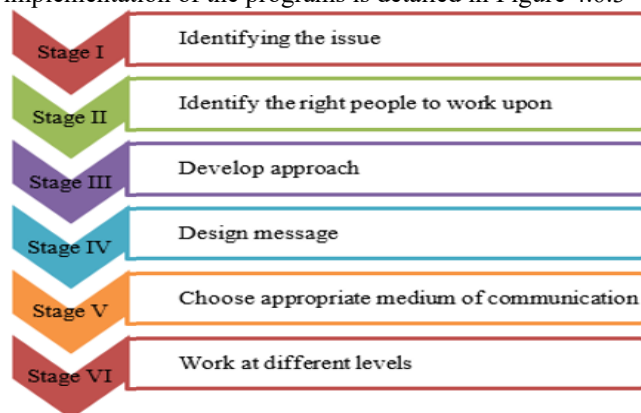 implementation of the programs is detailed in Figure 4.6.3
Stage I
Identifying the issue
Stage II
Identify the right people to work upon
Stage III
Develop approach
Stage IV
Design message
Stage V
Choose appropriate medium of communication
Stage VI
Work at different levels